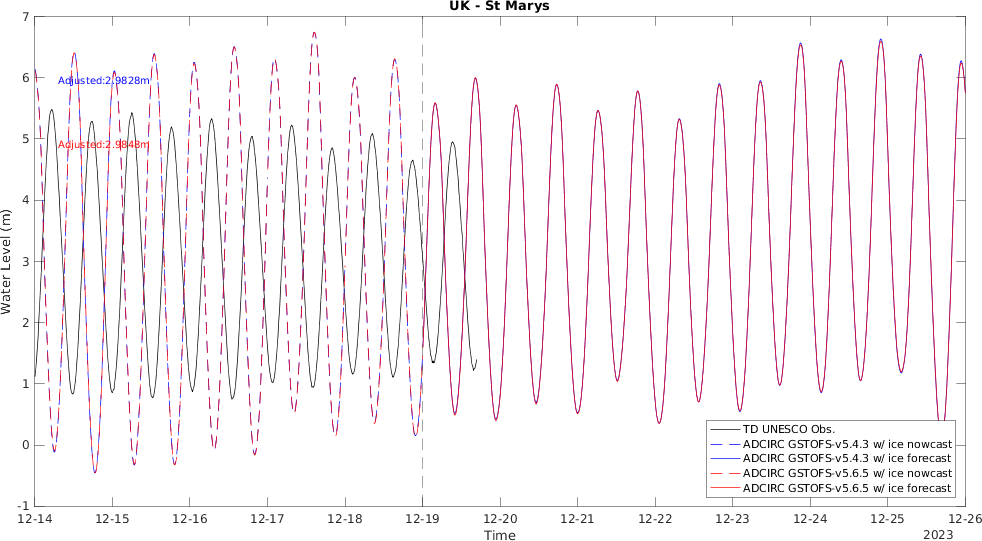 UK - St Marys
7
6
5
4
3
2
1
0
-1
Water Level (m)
Adjusted:2.9828m
Adjusted:2.9848m
TD UNESCO Obs.
ADCIRC GSTOFS-v5.4.3 w/ ice nowcast
ADCIRC GSTOFS-v5.4.3 w/ ice forecast
ADCIRC GSTOFS-v5.6.5 w/ ice nowcast
ADCIRC GSTOFS-v5.6.5 w/ ice forecast
12-14 12-15 12-16 12-17 12-18 12-19 12-20 12-21 12-22 12-23 12-24 12-25 12-26
Time
2023